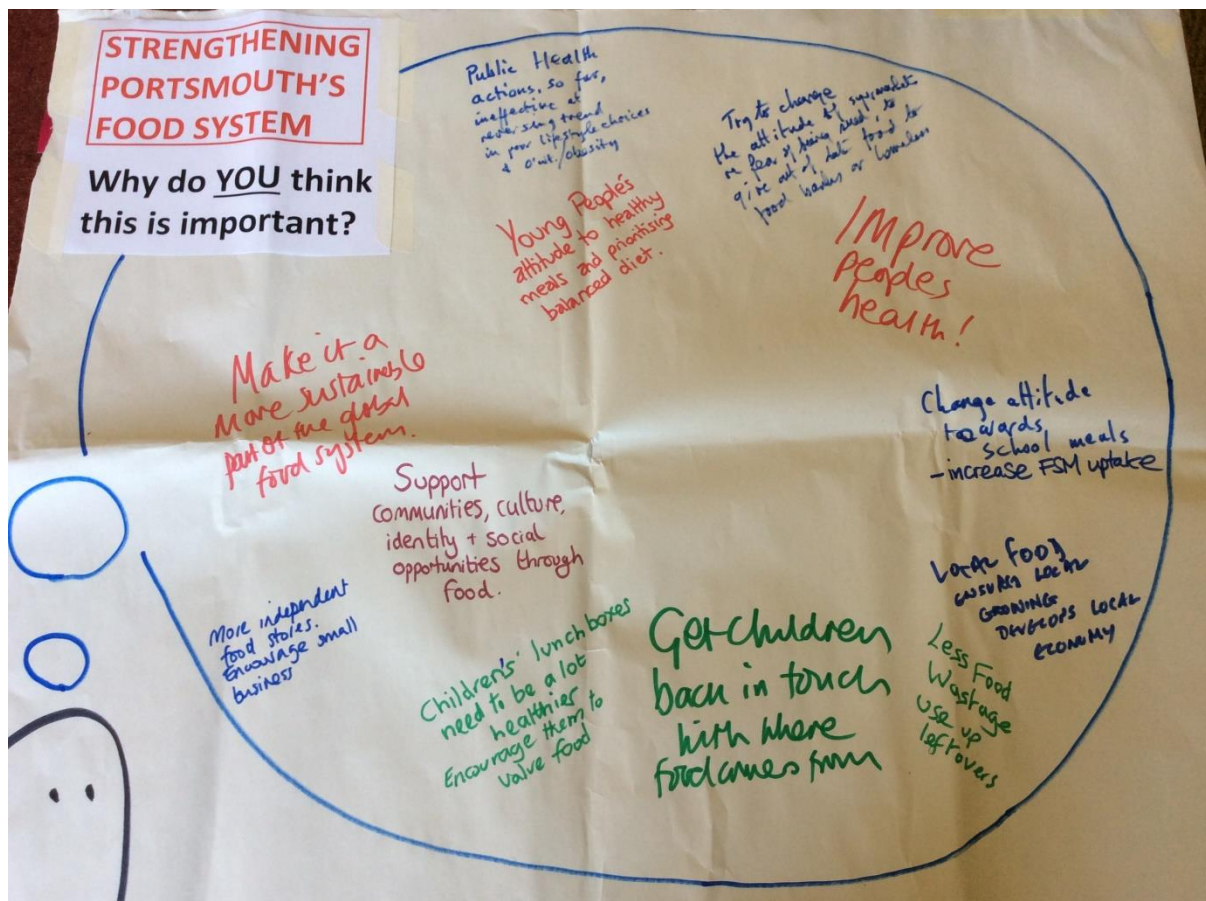 STRENGTHENING
PORTSMOUTH'S
FOOD SYSTEM
Why do YOU think
this is important?
Public Health
actions, so far,
ineffective at
reversing trend
in poor lifestyle choices
& o'wt./obesity
Try to change
the attitude of supermarkets
re fear of being sued, to
give out of date food to
food banks or homeless
Young People's
attitude to healthy
meals and prioritising
balanced diet.
IMprove
peoples
health!
Make it a
more sustainable
part of the global
food system.
Change attitude
towards
school meals
- increase FSM uptake
Support
communities, culture,
identity + social
opportunities through
food.
LOCAL FOOD
ENSURES LOCAL
GROWING
DEVELOPS LOCAL
ECONOMY
More independent
food stores.
Encourage small
business
Children's' lunch boxes
need to be a lot
healthier
Encourage them to
value food
Get children
back in touch
with where
food comes from
Less Food
Wastage
use up
leftovers